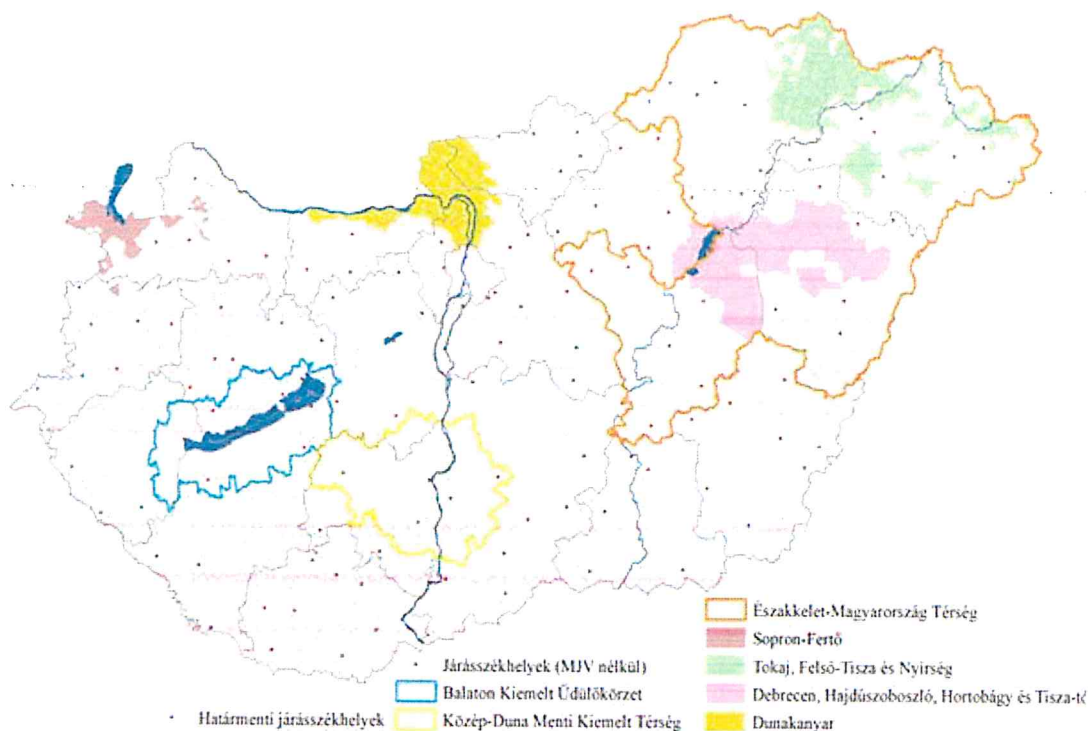 Északkelet-Magyarország Térség
Sopron-Fertő
Járásszékhelyek (MJV nélkül)
Tokaj, Felső-Tisza és Nyírség
Balaton Kiemelt Üdülőkörzet
Debrecen, Hajdúszoboszló, Hortobágy és Tisza-tó
Határmenti járásszékhelyek
Közép-Duna Menti Kiemelt Térség
Dunakanyar